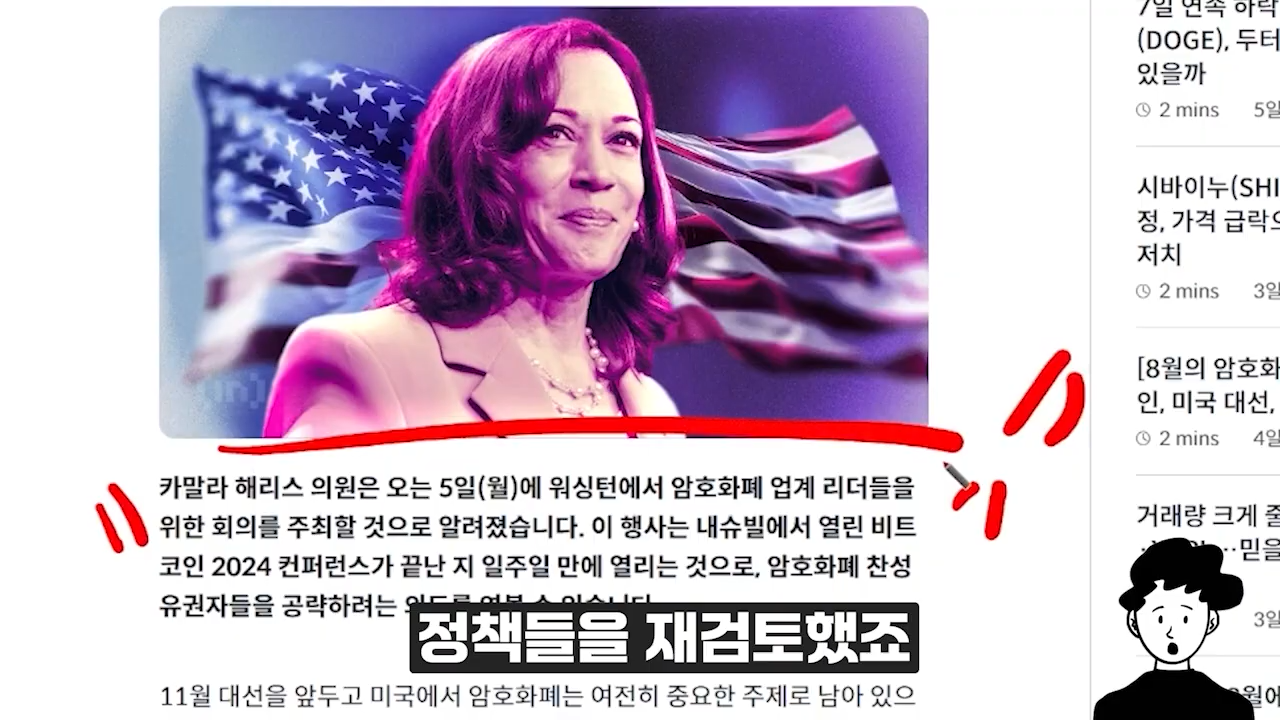 카말라 해리스 의원은 오는 5일(월)에 워싱턴에서 암호화폐 업계 리더들을
위한 회의를 주최할 것으로 알려졌습니다. 이 행사는 내슈빌에서 열린 비트
코인 2024 컨퍼런스가 끝난 지 일주일 만에 열리는 것으로, 암호화폐 찬성
유권자들을 공략하려는
정책들을 재검토했죠
11월 대선을 앞두고 미국에서 암호화폐는 여전히 중요한 주제로 남아 있으
7일 연속 하락
(DOGE), 두터
있을까
2 mins 5일
시바이누(SHI
정, 가격 급락으
저치
2 mins 3일
[8월의 암호화
인, 미국 대선,
2 mins 4일
거래량 크게 줄
3일